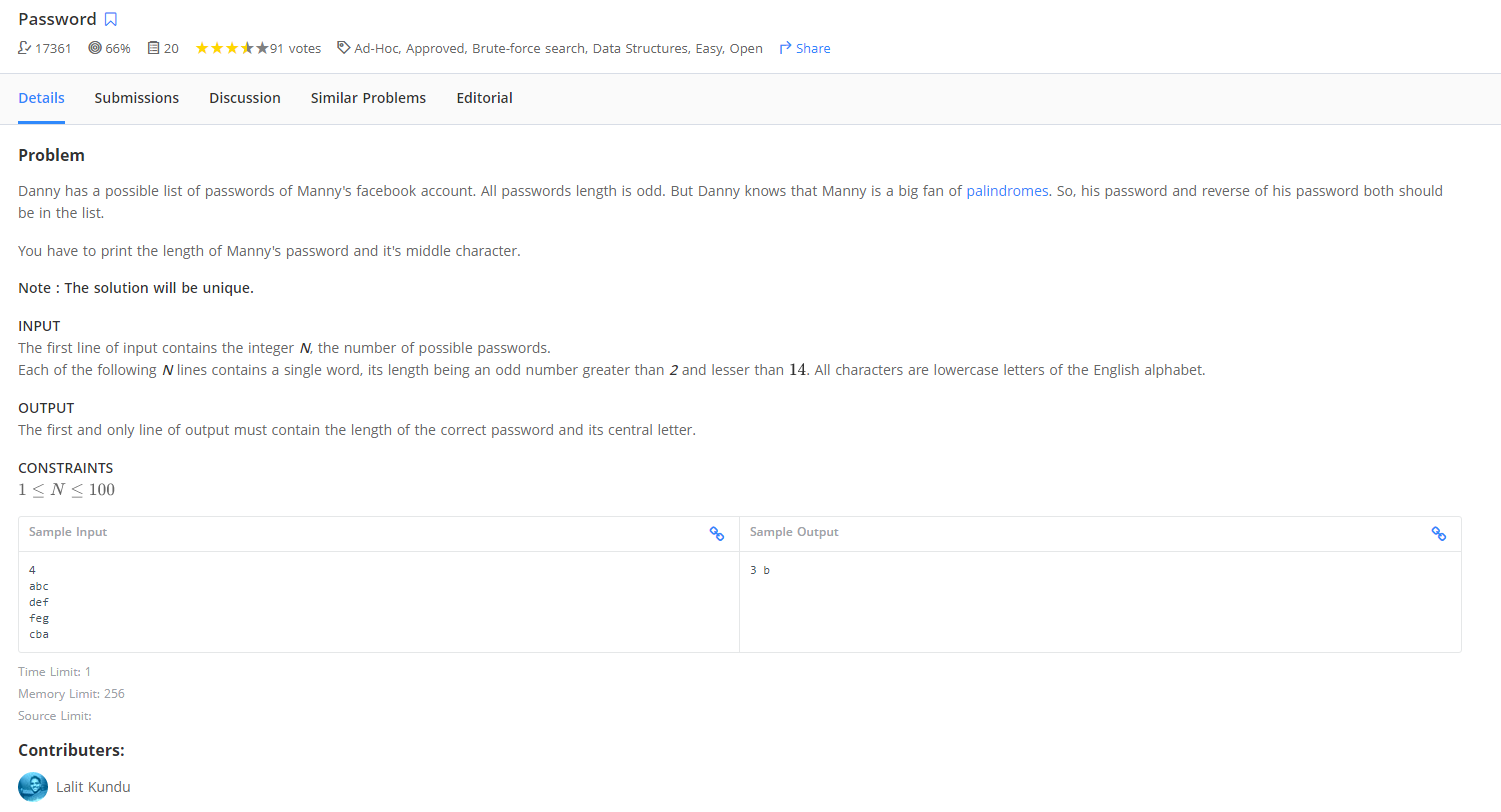 Password
17361 66% 20 91 votes Ad-Hoc, Approved, Brute-force search, Data Structures, Easy, Open Share
Details Submissions Discussion Similar Problems Editorial
Problem
Danny has a possible list of passwords of Manny's facebook account. All passwords length is odd. But Danny knows that Manny is a big fan of palindromes. So, his password and reverse of his password both should
be in the list.
You have to print the length of Manny's password and it's middle character.
Note : The solution will be unique.
INPUT
The first line of input contains the integer N, the number of possible passwords.
Each of the following N lines contains a single word, its length being an odd number greater than 2 and lesser than 14. All characters are lowercase letters of the English alphabet.
OUTPUT
The first and only line of output must contain the length of the correct password and its central letter.
CONSTRAINTS
1 ≤ N ≤ 100
Sample Input
4
abc
def
feg
cba
Sample Output
3 b
Time Limit: 1
Memory Limit: 256
Source Limit:
Contributers:
Lalit Kundu